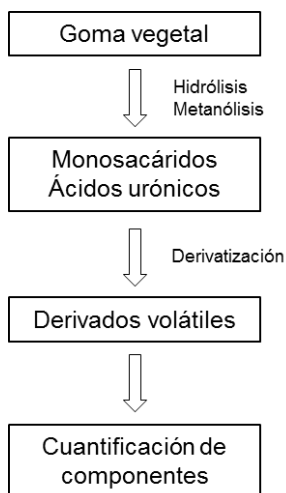 Goma vegetal
Hidrólisis
Metanólisis
Monosacáridos
Ácidos urónicos
Derivatización
Derivados volátiles
Cuantificación de
componentes